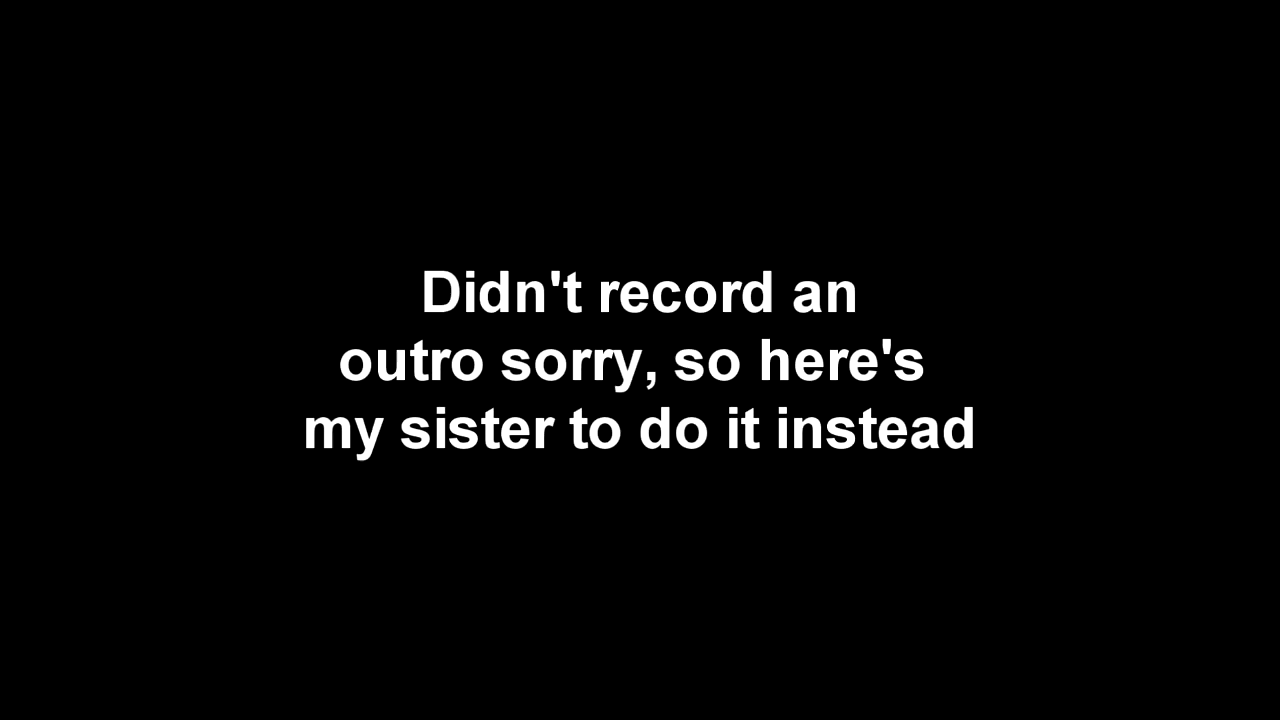 Didn't record an
outro sorry, so here's
my sister to do it instead